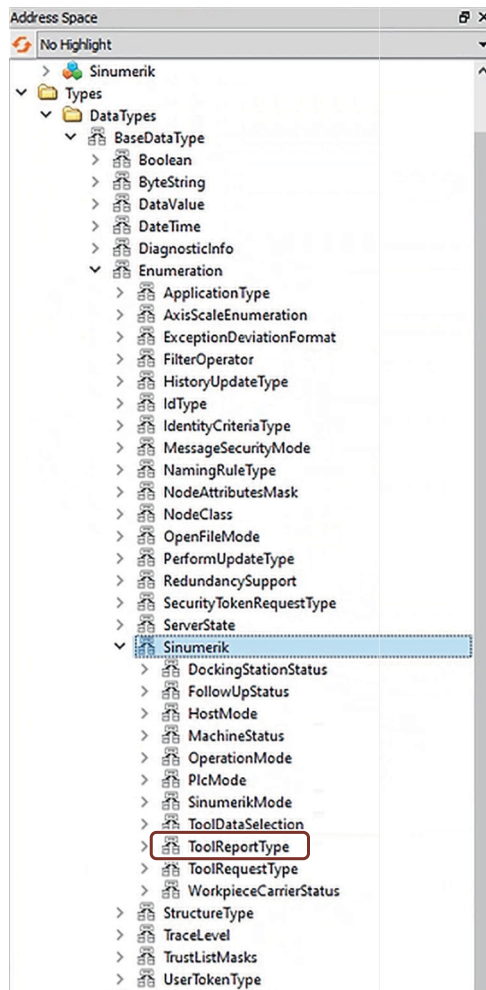 Address Space
No Highlight
Sinumerik
Types
DataTypes
BaseDataType
Boolean
ByteString
DataValue
DateTime
DiagnosticInfo
Enumeration
ApplicationType
AxisScaleEnumeration
ExceptionDeviationFormat
FilterOperator
HistoryUpdateType
IdType
IdentityCriteriaType
MessageSecurityMode
NamingRuleType
NodeAttributesMask
NodeClass
OpenFileMode
PerformUpdateType
RedundancySupport
SecurityTokenRequestType
ServerState
Sinumerik
DockingStationStatus
FollowUpStatus
HostMode
MachineStatus
OperationMode
PlcMode
SinumerikMode
ToolDataSelection
ToolReportType
ToolRequestType
WorkpieceCarrierStatus
StructureType
TraceLevel
TrustListMasks
UserTokenType